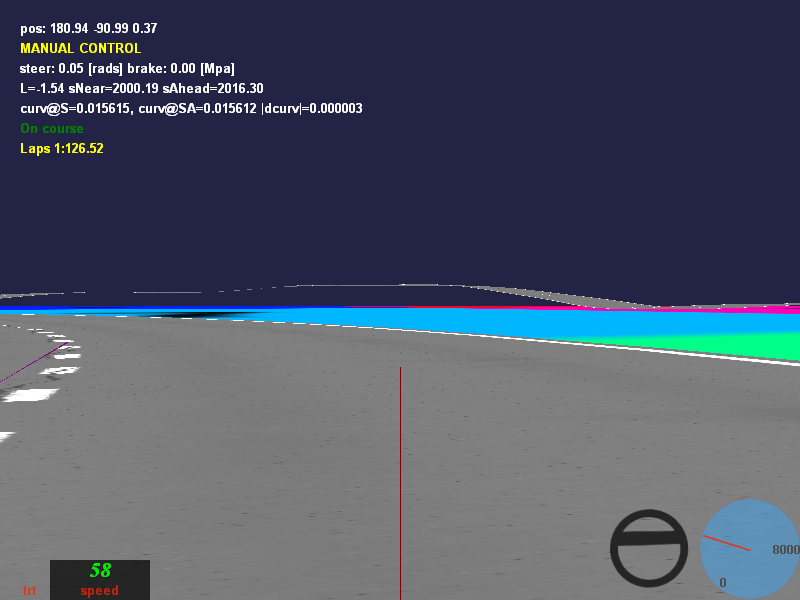 pos: 180.94 -90.99 0.37
MANUAL CONTROL
steer: 0.05 [rads] brake: 0.00 [Mpa]
L=-1.54 sNear=2000.19 sAhead=2016.30
curv@S=0.015615, curv@SA=0.015612 |dcurv|=0.000003
On course
Laps 1:126.52
8000
0
58
trt speed